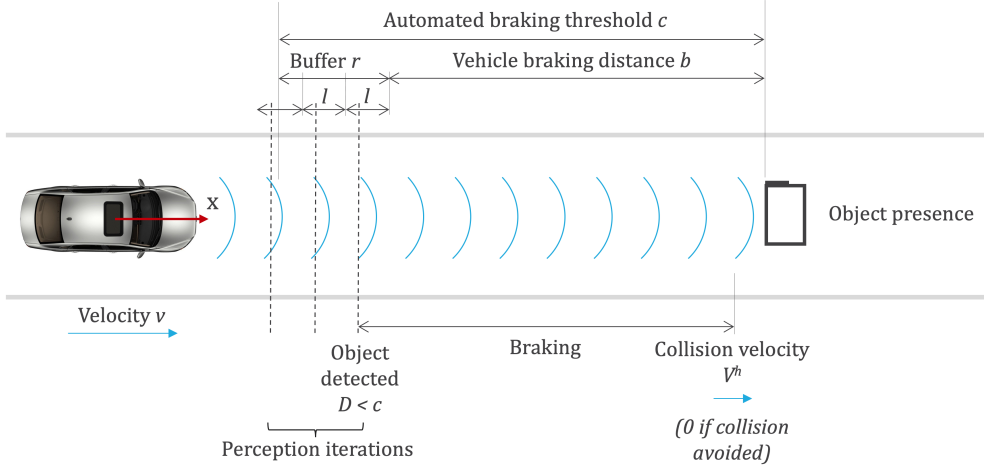 Automated braking threshold c
Buffer r
Vehicle braking distance b
l
l
x
Object presence
Velocity v
Braking
Object
detected
D < c
Collision velocity
Vʰ
(0 if collision
avoided)
Perception iterations